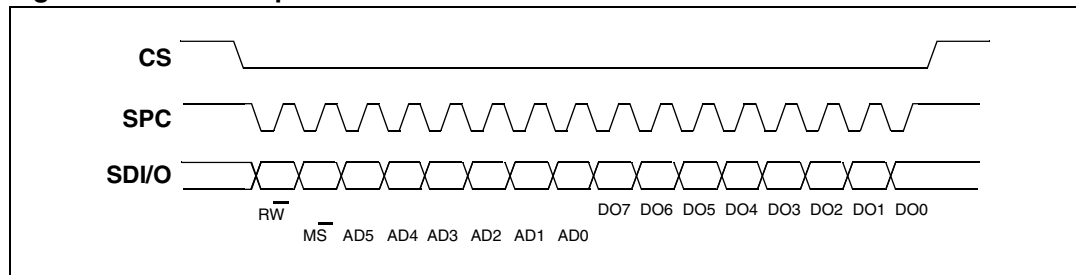 CS
SPC
SDI/O
RW̅
DO7 DO6 DO5 DO4 DO3 DO2 DO1 DO0
MS̅ AD5 AD4 AD3 AD2 AD1 AD0